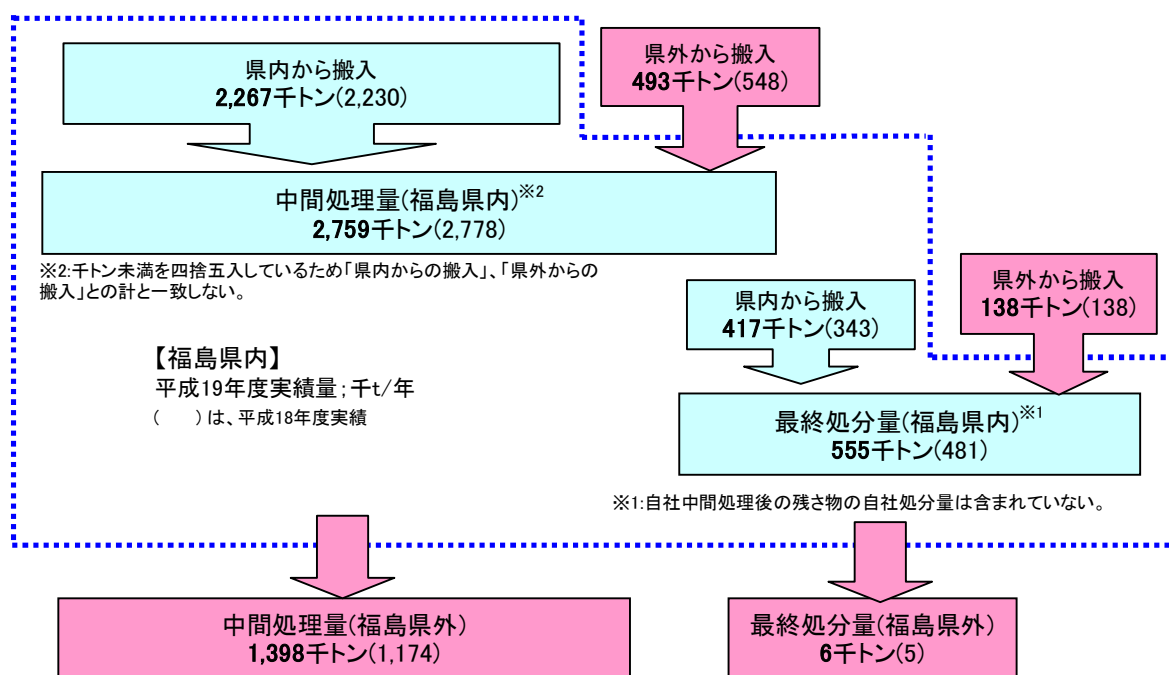 県内から搬入
2,267千トン(2,230)
県外から搬入
493千トン(548)
中間処理量(福島県内)※2
2,759千トン(2,778)
※2:千トン未満を四捨五入しているため「県内からの搬入」、「県外からの
搬入」との計と一致しない。
県内から搬入
417千トン(343)
県外から搬入
138千トン(138)
【福島県内】
平成19年度実績量;千t/年
(　　)は、平成18年度実績
最終処分量(福島県内)※1
555千トン(481)
※1:自社中間処理後の残さ物の自社処分量は含まれていない。
中間処理量(福島県外)
1,398千トン(1,174)
最終処分量(福島県外)
6千トン(5)